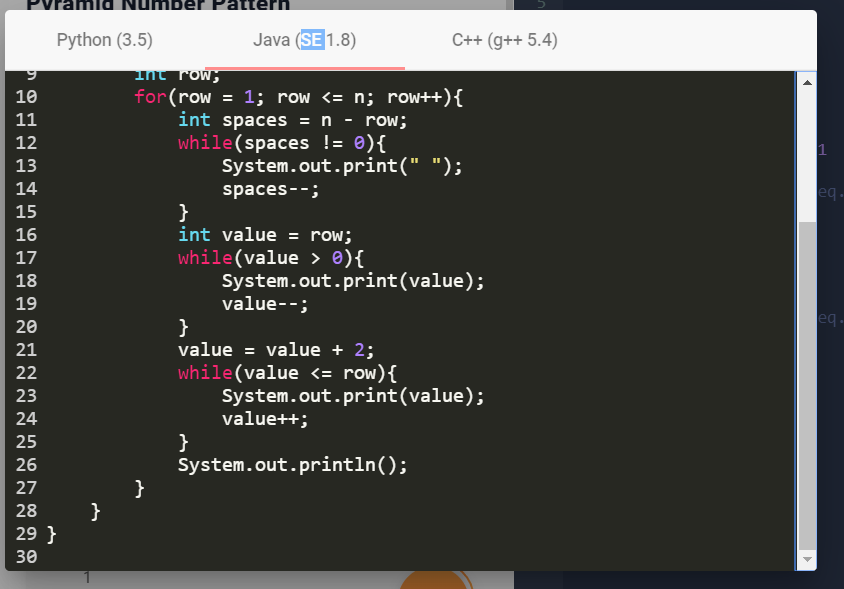 Pyramid Number Pattern
5
Python (3.5) Java (SE 1.8) C++ (g++ 5.4)
9 int row;
10 for(row = 1; row <= n; row++){
11 int spaces = n - row;
12 while(spaces != 0){
13 System.out.print(" ");
14 spaces--;
15 }
16 int value = row;
17 while(value > 0){
18 System.out.print(value);
19 value--;
20 }
21 value = value + 2;
22 while(value <= row){
23 System.out.print(value);
24 value++;
25 }
26 System.out.println();
27 }
28 }
29 }
30
1
eq.
eq.
1